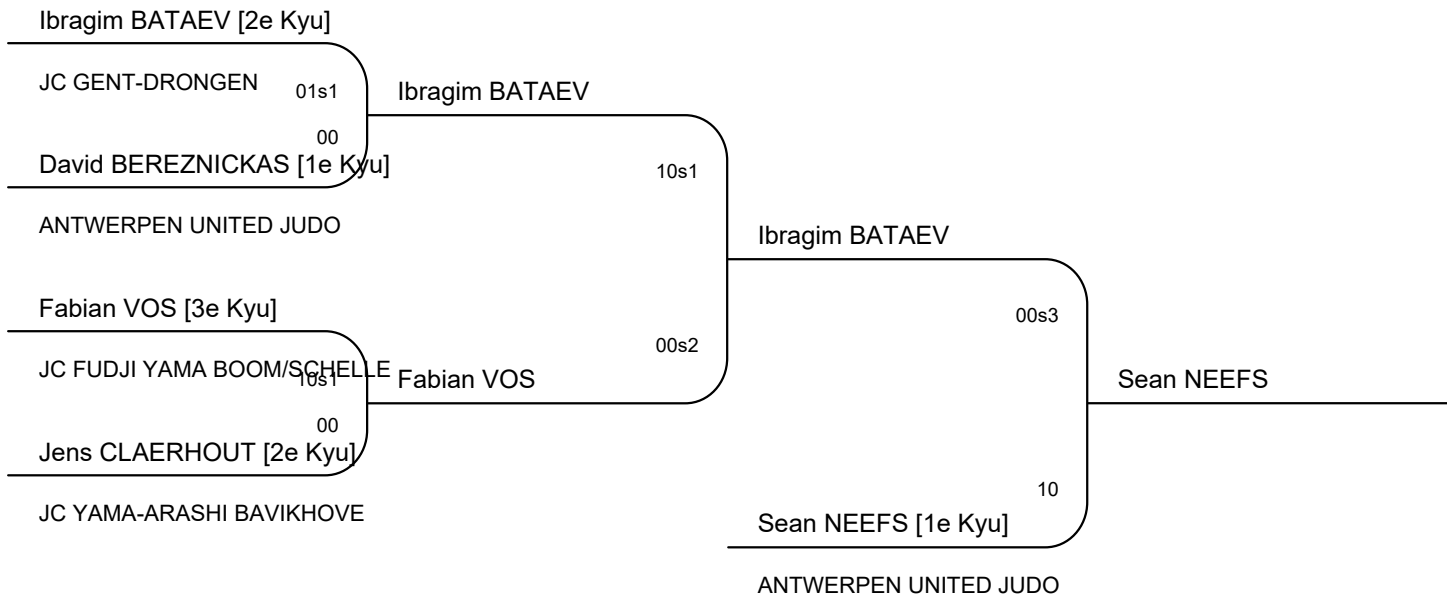 Ibragim BATAEV [2e Kyu]
JC GENT-DRONGEN
01s1
Ibragim BATAEV
00
David BEREZNICKAS [1e Kyu]
10s1
ANTWERPEN UNITED JUDO
Ibragim BATAEV
Fabian VOS [3e Kyu]
00s3
00s2
JC FUDJI YAMA BOOM/SCHELLE
10s1
Fabian VOS
Sean NEEFS
00
Jens CLAERHOUT [2e Kyu]
10
JC YAMA-ARASHI BAVIKHOVE
Sean NEEFS [1e Kyu]
ANTWERPEN UNITED JUDO